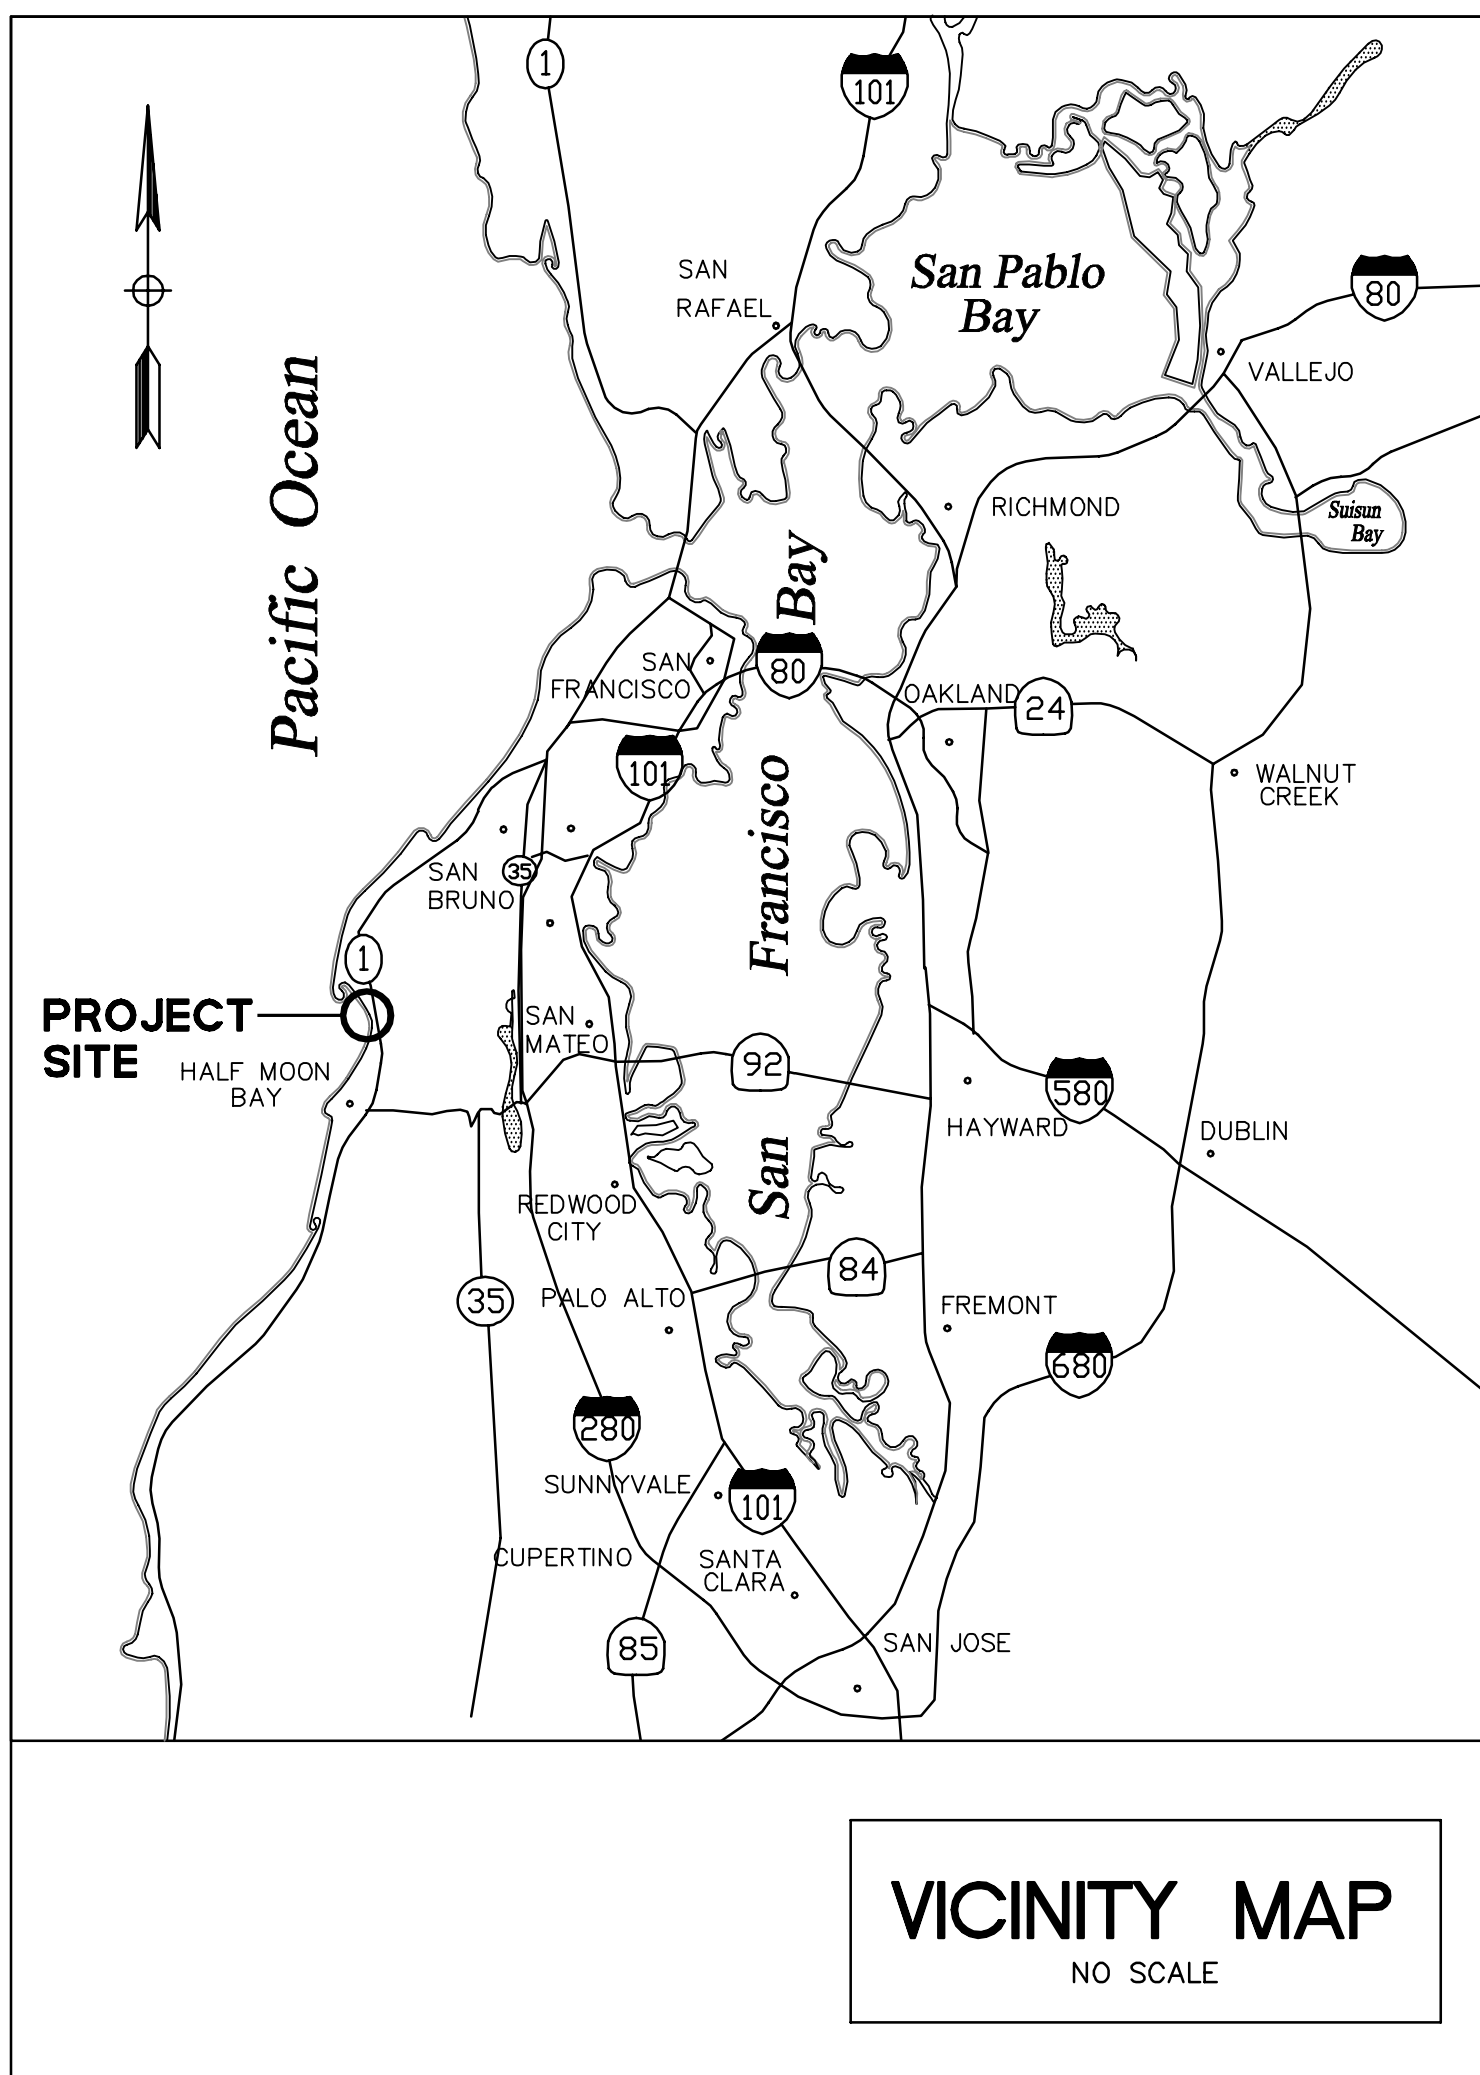 1
101
SAN
RAFAEL
San Pablo
Bay
80
VALLEJO
Pacific Ocean
RICHMOND
Suisun
Bay
San Francisco Bay
SAN
FRANCISCO
80
OAKLAND
24
101
WALNUT
CREEK
SAN
BRUNO
35
1
PROJECT
SITE
HALF MOON
BAY
SAN
MATEO
92
580
HAYWARD
DUBLIN
REDWOOD
CITY
84
35
PALO ALTO
FREMONT
680
280
SUNNYVALE
101
CUPERTINO
SANTA
CLARA
85
SAN JOSE
VICINITY MAP
NO SCALE